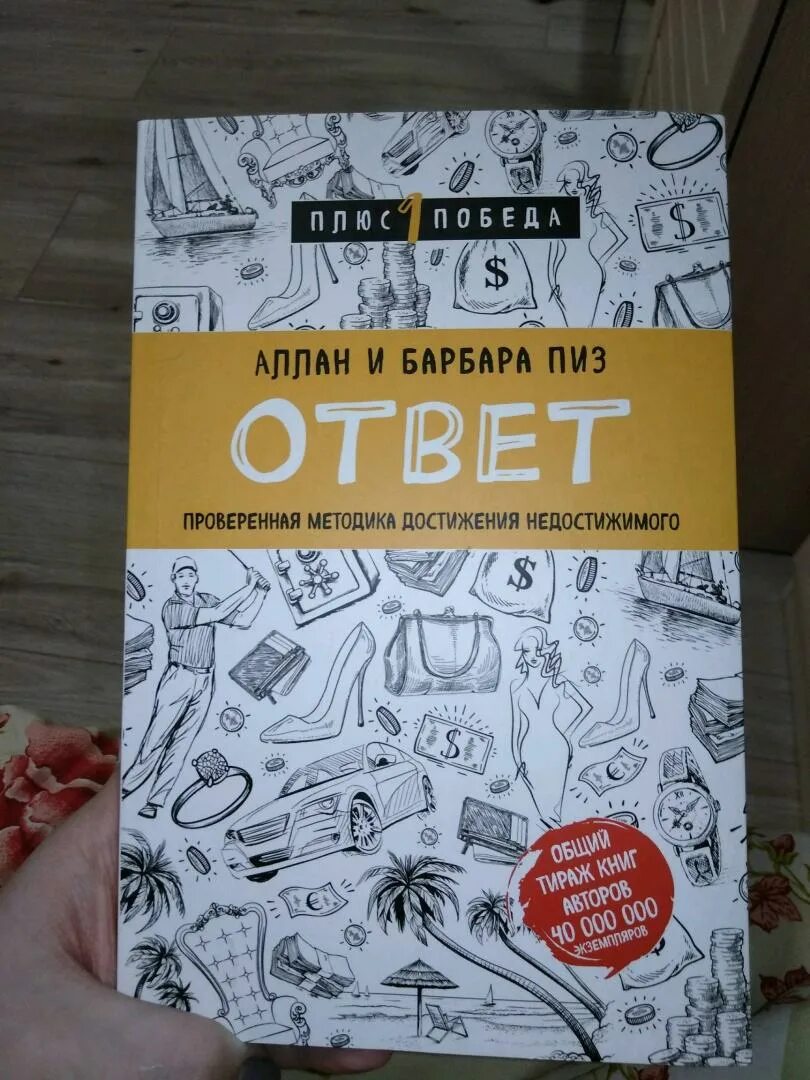 ПЛЮС 1 ПОБЕДА
$
$
АЛЛАН И БАРБАРА ПИЗ
ОТВЕТ
ПРОВЕРЕННАЯ МЕТОДИКА ДОСТИЖЕНИЯ НЕДОСТИЖИМОГО
$
$
€
€
ОБЩИЙ
ТИРАЖ КНИГ
АВТОРОВ
40 000 000
ЭКЗЕМПЛЯРОВ